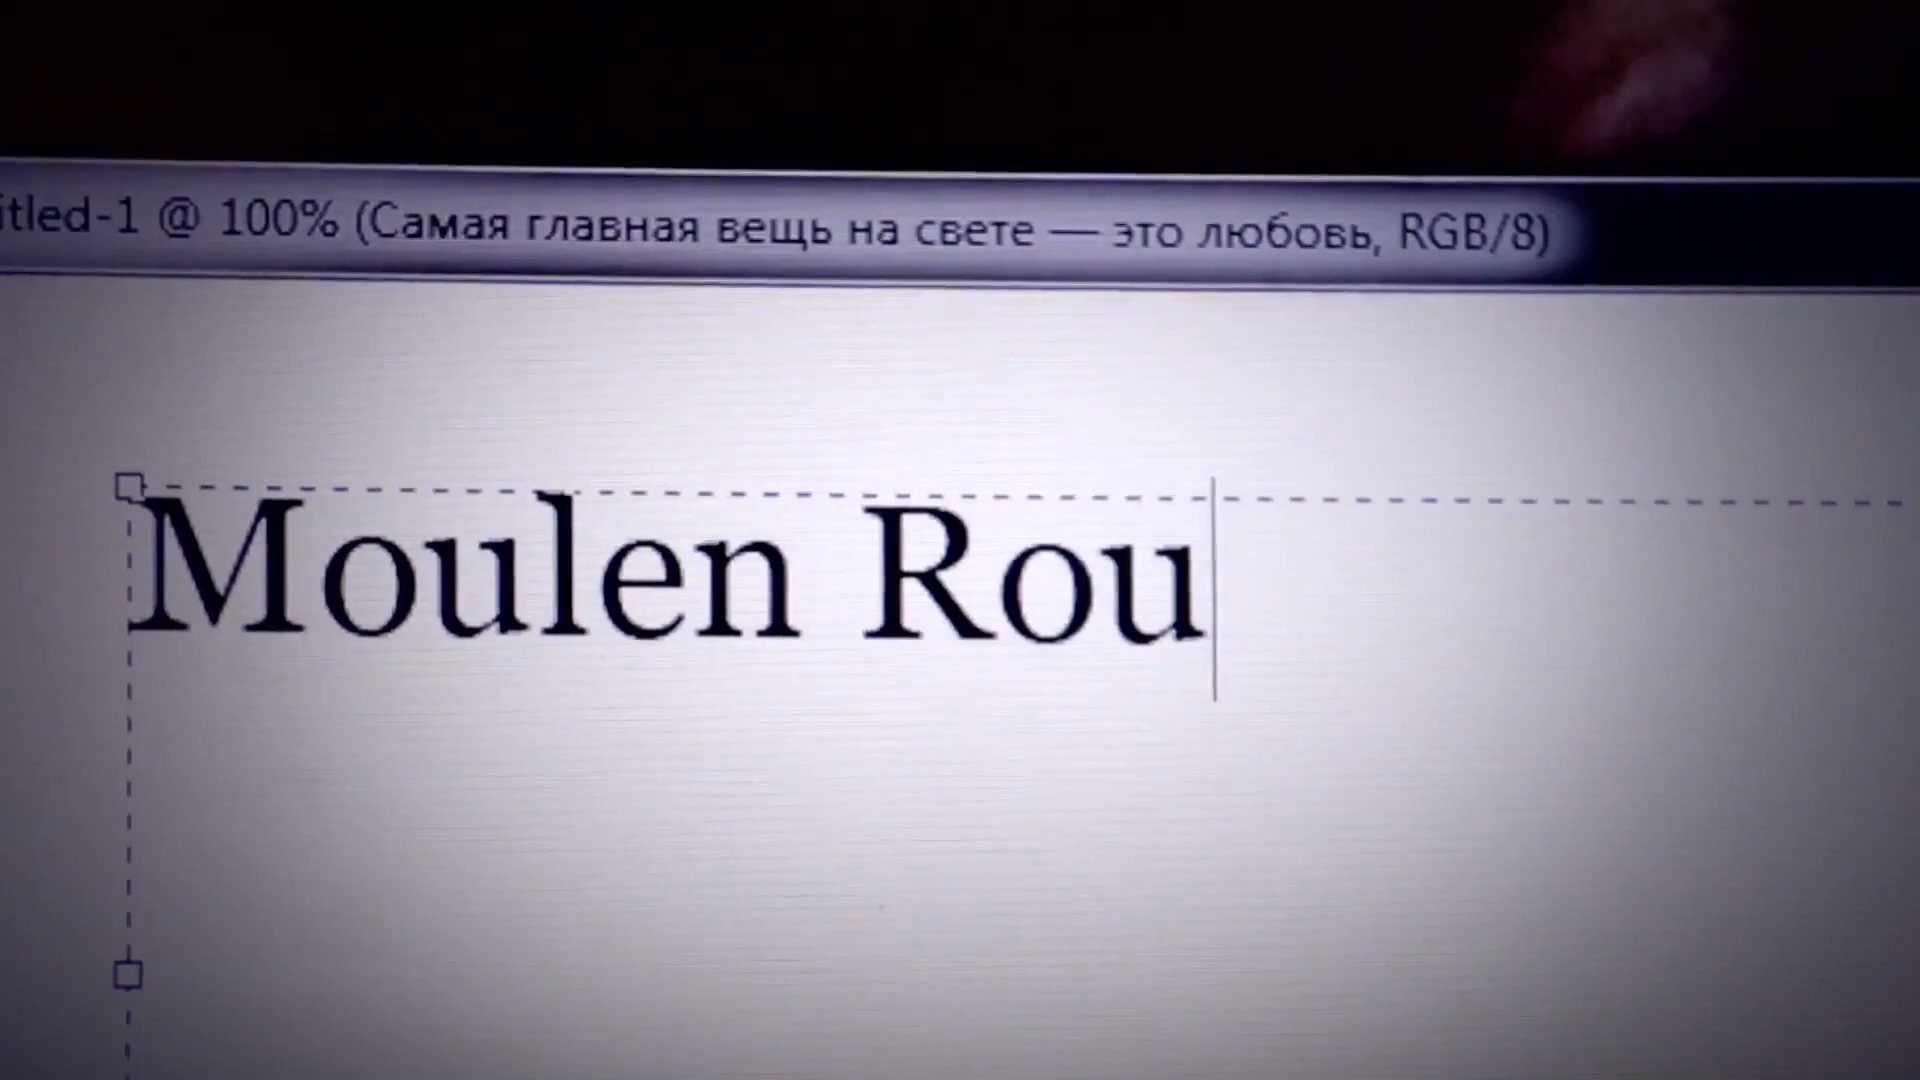 itled-1 @ 100% (Самая главная вещь на свете — это любовь, RGB/8)
Moulen Rou